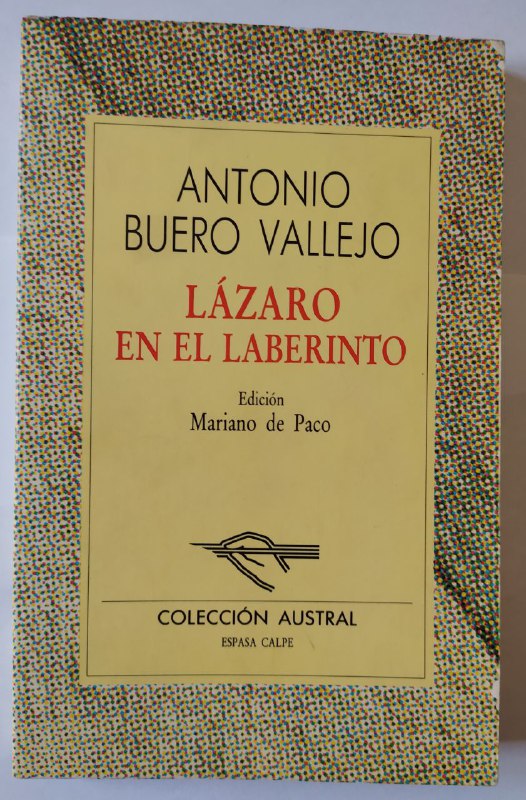 ANTONIO
BUERO VALLEJO
LÁZARO
EN EL LABERINTO
Edición
Mariano de Paco
COLECCIÓN AUSTRAL
ESPASA CALPE